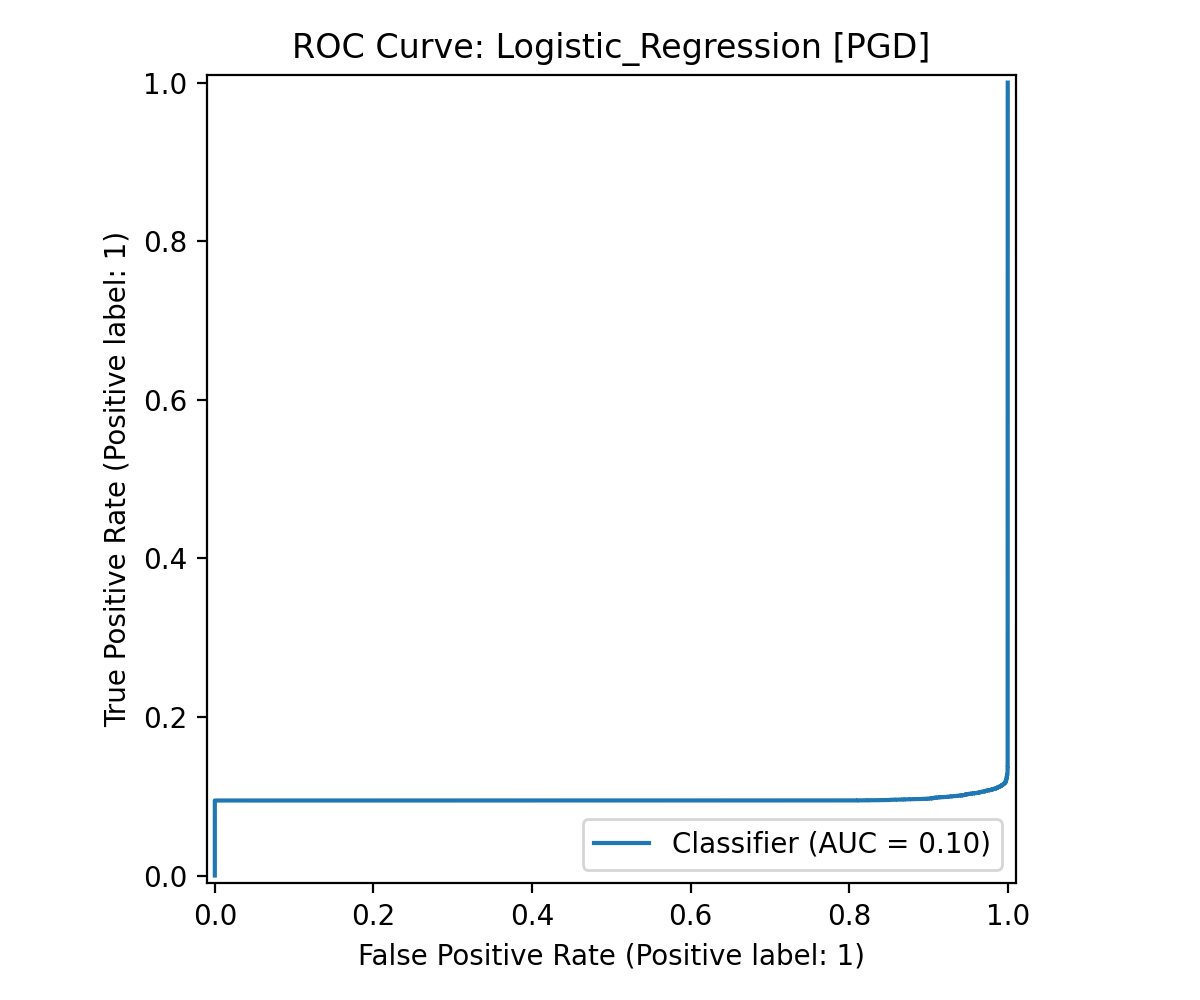 ROC Curve: Logistic_Regression [PGD]
True Positive Rate (Positive label: 1)
1.0
0.8
0.6
0.4
0.2
0.0
Classifier (AUC = 0.10)
0.0 0.2 0.4 0.6 0.8 1.0
False Positive Rate (Positive label: 1)